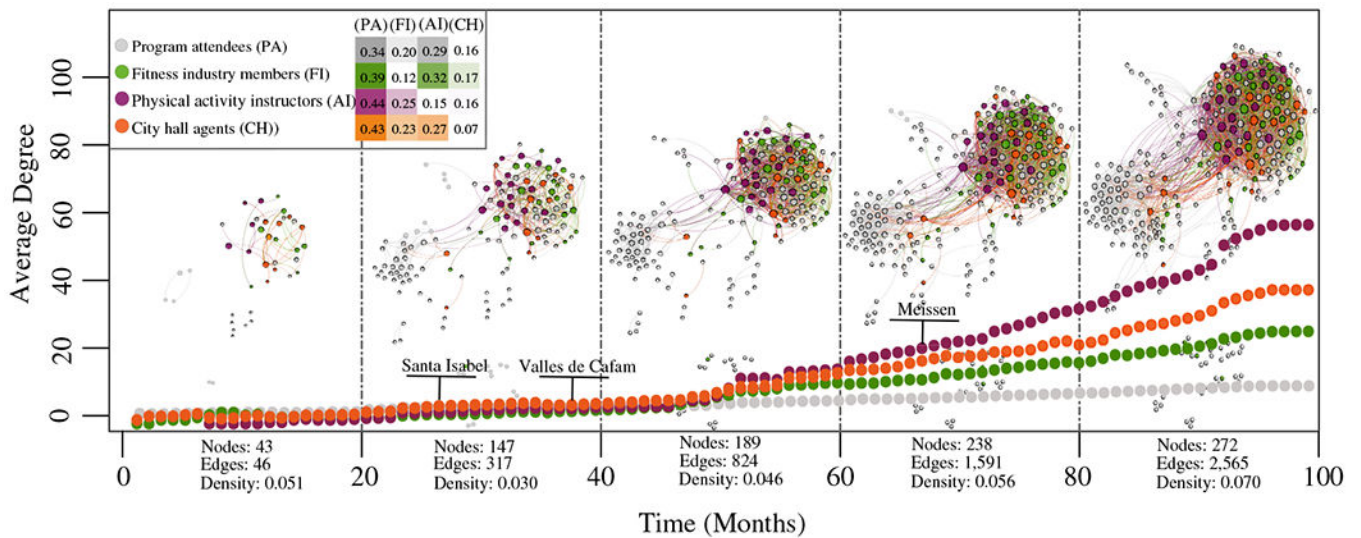 (PA) (FI) (AI) (CH)
Program attendees (PA) 0.34 0.20 0.29 0.16
Fitness industry members (FI) 0.39 0.12 0.32 0.17
Physical activity instructors (AI) 0.44 0.25 0.15 0.16
City hall agents (CH)) 0.43 0.23 0.27 0.07
Average Degree
100
80
60
40
20
0
Meissen
Santa Isabel
Valles de Cafam
Nodes: 43
Edges: 46
Density: 0.051
Nodes: 147
Edges: 317
Density: 0.030
Nodes: 189
Edges: 824
Density: 0.046
Nodes: 238
Edges: 1,591
Density: 0.056
Nodes: 272
Edges: 2,565
Density: 0.070
0 20 40 60 80 100
Time (Months)